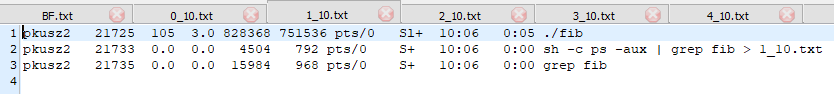 BF.txt 0_10.txt 1_10.txt 2_10.txt 3_10.txt 4_10.txt
1 pkusz2 21725 105 3.0 828368 751536 pts/0 Sl+ 10:06 0:05 ./fib
2 pkusz2 21733 0.0 0.0 4504 792 pts/0 S+ 10:06 0:00 sh -c ps -aux | grep fib > 1_10.txt
3 pkusz2 21735 0.0 0.0 15984 968 pts/0 S+ 10:06 0:00 grep fib
4